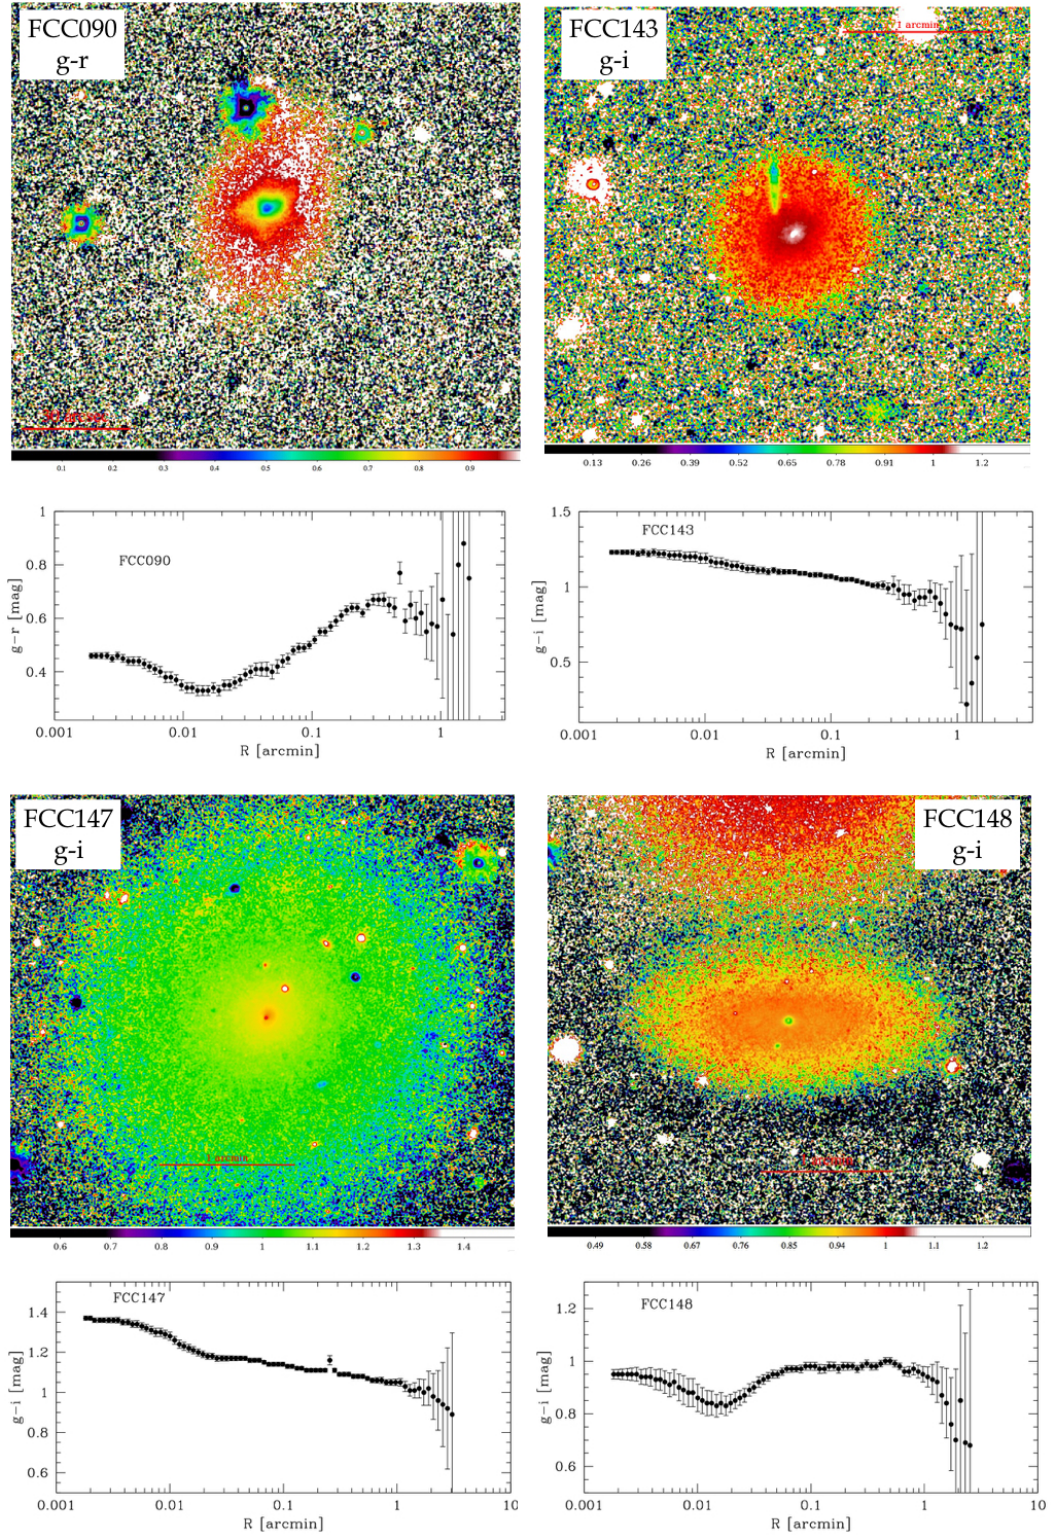 FCC090
g-r
0.1 0.2 0.3 0.4 0.5 0.6 0.7 0.8 0.9
FCC143
g-i
1 arcmin
0.13 0.26 0.39 0.52 0.65 0.78 0.91 1 1.2
FCC090
g-r [mag]
1
0.8
0.6
0.4
0.001 0.01 0.1 1
R [arcmin]
FCC143
g-i [mag]
1.5
1
0.5
0.001 0.01 0.1 1
R [arcmin]
FCC147
g-i
1 arcmin
0.6 0.7 0.8 0.9 1 1.1 1.2 1.3 1.4
FCC148
g-i
1 arcmin
0.49 0.58 0.67 0.76 0.85 0.94 1 1.1 1.2
FCC147
g-i [mag]
1.4
1.2
1
0.8
0.6
0.001 0.01 0.1 1 10
R [arcmin]
FCC148
g-i [mag]
1.2
1
0.8
0.6
0.001 0.01 0.1 1 10
R [arcmin]